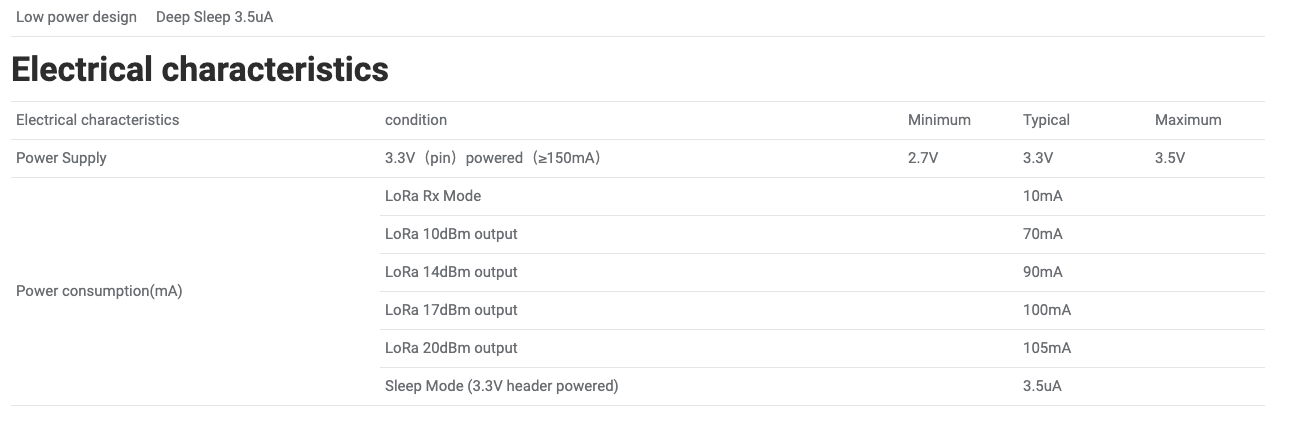 Low power design Deep Sleep 3.5uA
Electrical characteristics
Electrical characteristics condition Minimum Typical Maximum
Power Supply 3.3V（pin）powered（≥150mA） 2.7V 3.3V 3.5V
LoRa Rx Mode 10mA
LoRa 10dBm output 70mA
LoRa 14dBm output 90mA
Power consumption(mA)
LoRa 17dBm output 100mA
LoRa 20dBm output 105mA
Sleep Mode (3.3V header powered) 3.5uA